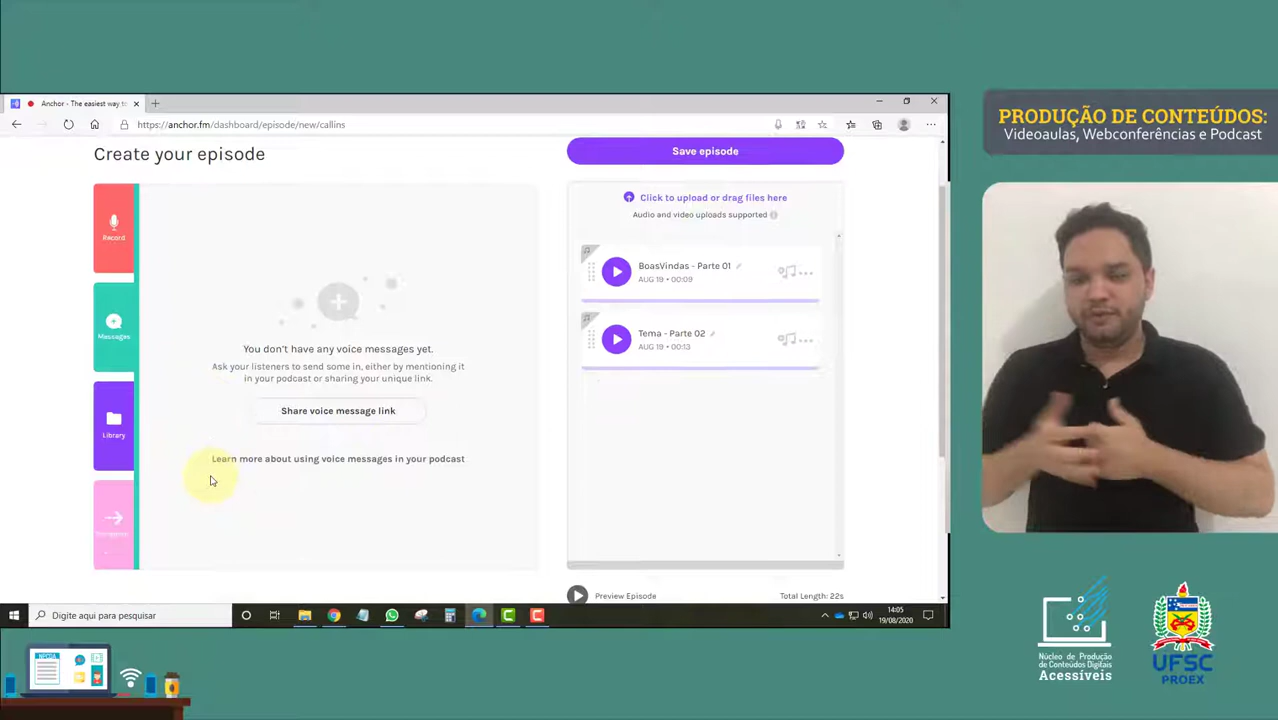 Anchor - The easiest way to
https://anchor.fm/dashboard/episode/new/callins
Create your episode
Save episode
Record
Messages
Library
You don't have any voice messages yet.
Ask your listeners to send some in, either by mentioning it
in your podcast or sharing your unique link.
Share voice message link
Learn more about using voice messages in your podcast
Click to upload or drag files here
Audio and video uploads supported
BoasVindas - Parte 01
AUG 19 • 00:09
Tema - Parte 02
AUG 19 • 00:13
Preview Episode
Total Length: 22s
Digite aqui para pesquisar
14:05
19/08/2020
PRODUÇÃO DE CONTEÚDOS:
Videoaulas, Webconferências e Podcast
Núcleo de Produção
de Conteúdos Digitais
Acessíveis
UFSC
PROEX